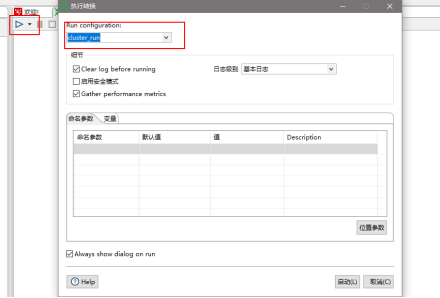 执行转换
欢迎!
Run configuration:
cluster_run
细节
Clear log before running
日志级别
基本日志
启用安全模式
Gather performance metrics
命名参数
变量
命名参数
默认值
值
Description
位置参数
Always show dialog on run
Help
启动(L)
取消(C)